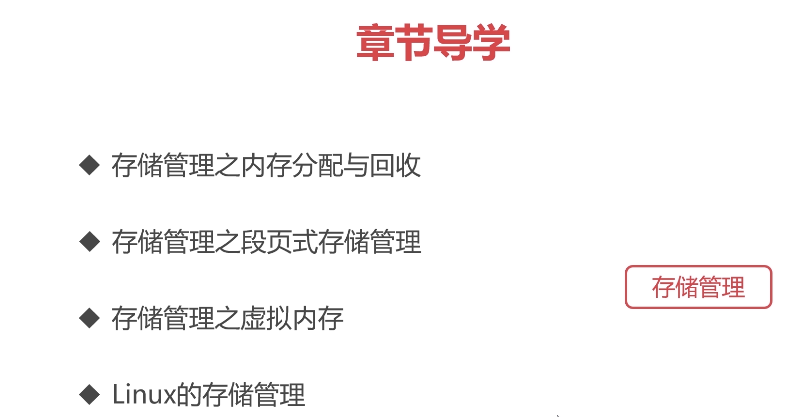 章节导学
◆ 存储管理之内存分配与回收
◆ 存储管理之段页式存储管理
存储管理
◆ 存储管理之虚拟内存
◆ Linux的存储管理